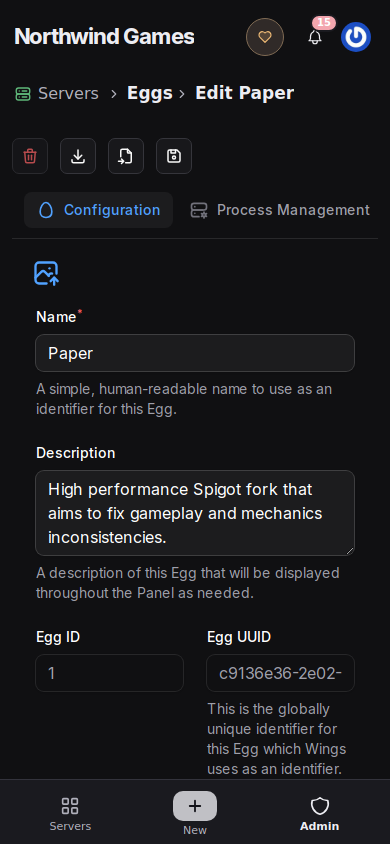 Northwind Games
15
Servers > Eggs > Edit Paper
Configuration
Process Management
Name*
Paper
A simple, human-readable name to use as an
identifier for this Egg.
Description
High performance Spigot fork that
aims to fix gameplay and mechanics
inconsistencies.
A description of this Egg that will be displayed
throughout the Panel as needed.
Egg ID
Egg UUID
1
c9136e36-2e02-
This is the globally
unique identifier for
this Egg which Wings
uses as an identifier.
Servers
New
Admin